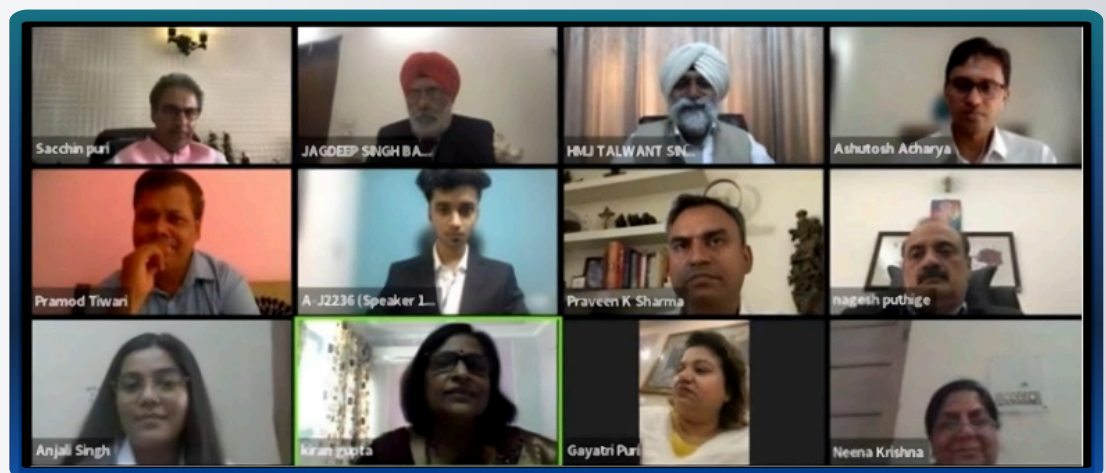 Sacchin puri
JAGDEEP SINGH BA...
HMJ TALWANT SIN...
Ashutosh Acharya
Pramod Tiwari
A-J2236 (Speaker 1...
Praveen K Sharma
nagesh puthige
Anjali Singh
kiran gupta
Gayatri Puri
Neena Krishna